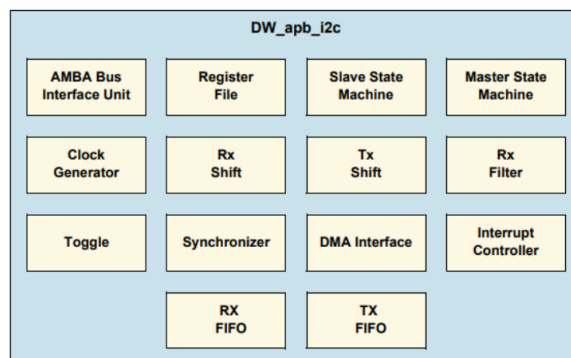 DW_apb_i2c
AMBA Bus
Interface Unit
Register
File
Slave State
Machine
Master State
Machine
Clock
Generator
Rx
Shift
Tx
Shift
Rx
Filter
Toggle
Synchronizer
DMA Interface
Interrupt
Controller
RX
FIFO
TX
FIFO